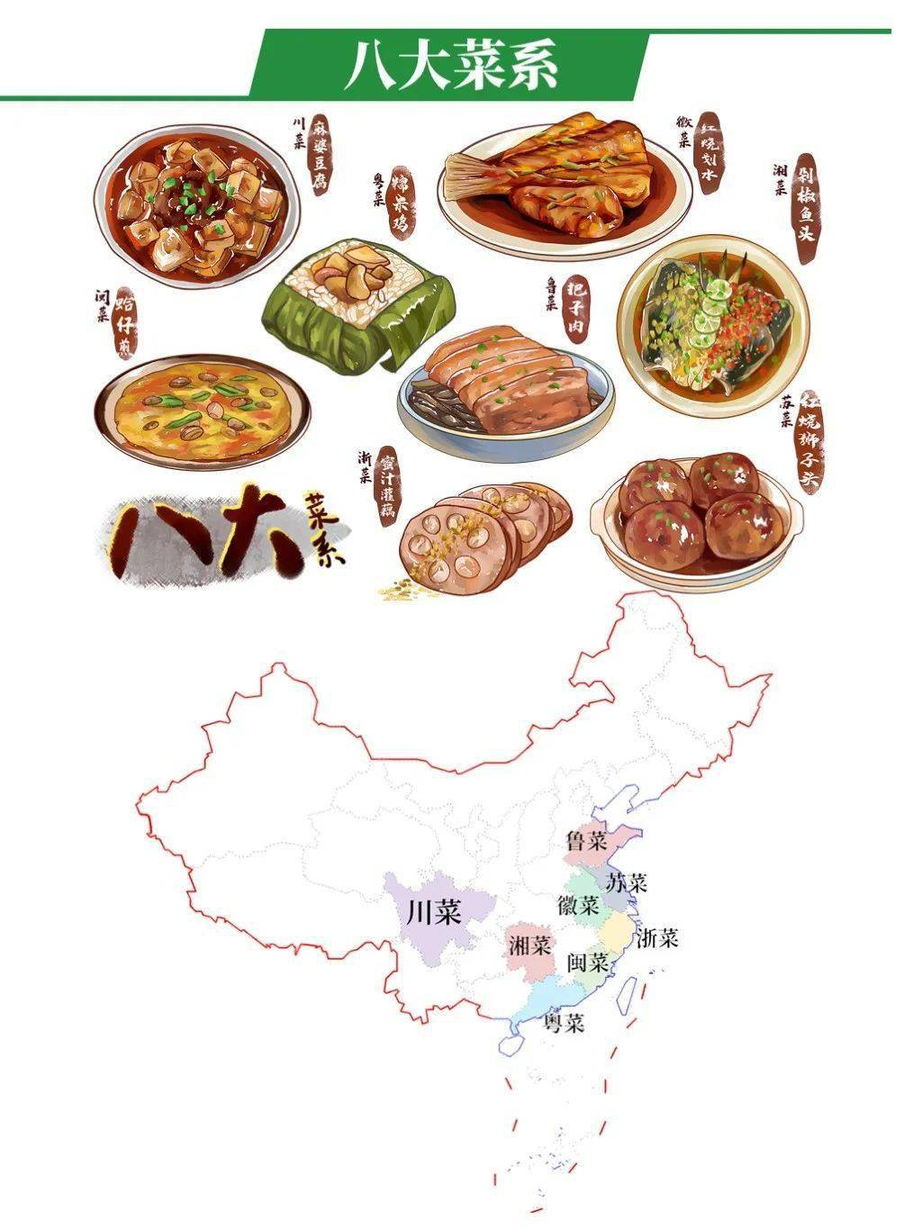 八大菜系
川菜
麻婆豆腐
粤菜
糯米鸡
徽菜
红烧划水
湘菜
剁椒鱼头
闽菜
蛤仔煎
鲁菜
把子肉
苏菜
红烧狮子头
浙菜
蜜汁灌藕
八大
菜系
鲁菜
苏菜
徽菜
川菜
浙菜
湘菜
闽菜
粤菜